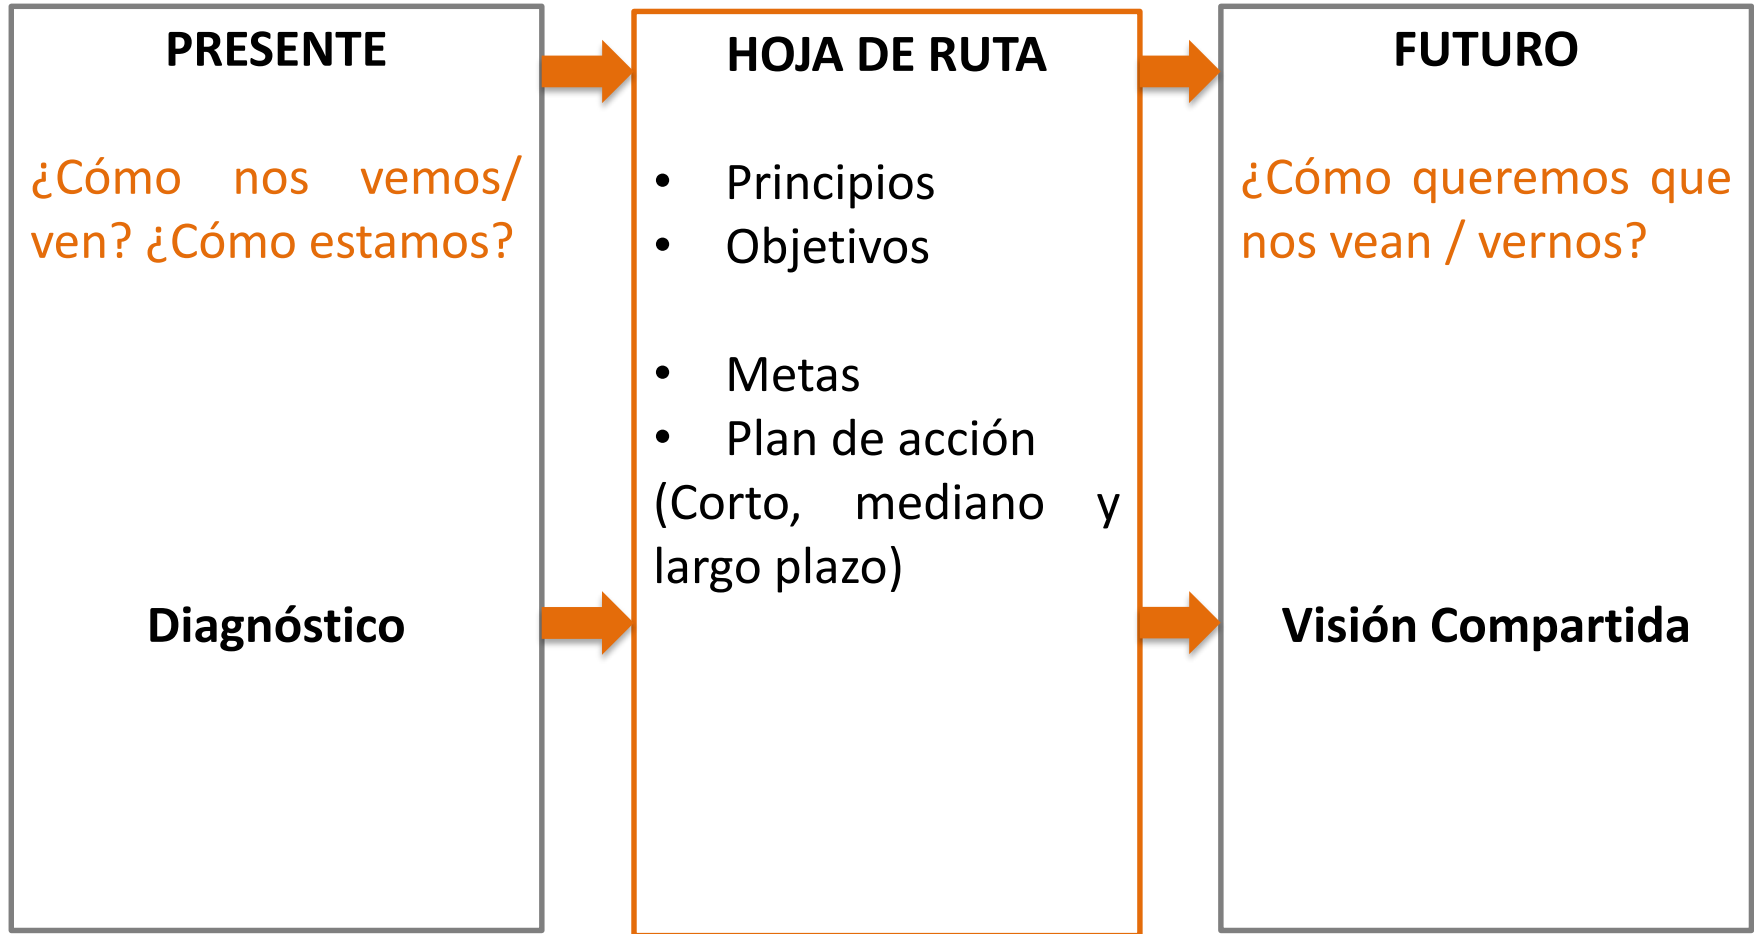 PRESENTE
¿Cómo nos vemos/
ven? ¿Cómo estamos?
Diagnóstico
HOJA DE RUTA
• Principios
• Objetivos
• Metas
• Plan de acción
(Corto, mediano y
largo plazo)
FUTURO
¿Cómo queremos que
nos vean / vernos?
Visión Compartida